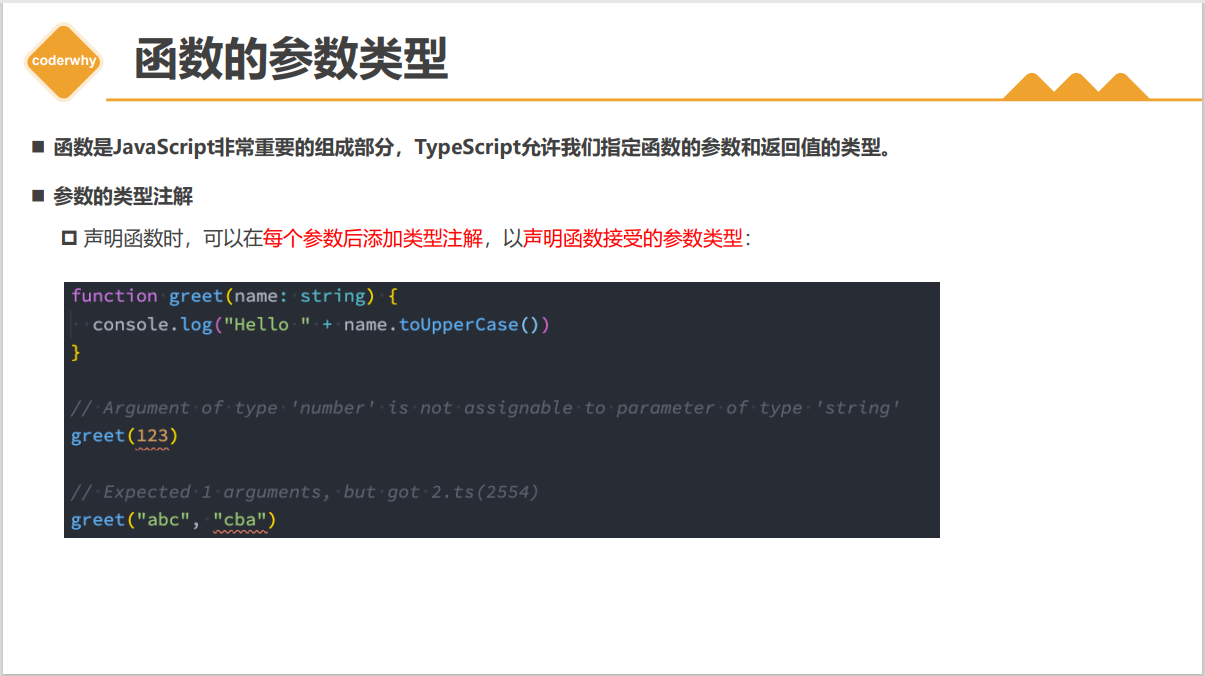 coderwhy
函数的参数类型
函数是JavaScript非常重要的组成部分，TypeScript允许我们指定函数的参数和返回值的类型。
参数的类型注解
声明函数时，可以在每个参数后添加类型注解，以声明函数接受的参数类型：
function greet(name: string) {
  console.log("Hello " + name.toUpperCase())
}
// Argument of type 'number' is not assignable to parameter of type 'string'
greet(123)
// Expected 1 arguments, but got 2.ts(2554)
greet("abc", "cba")